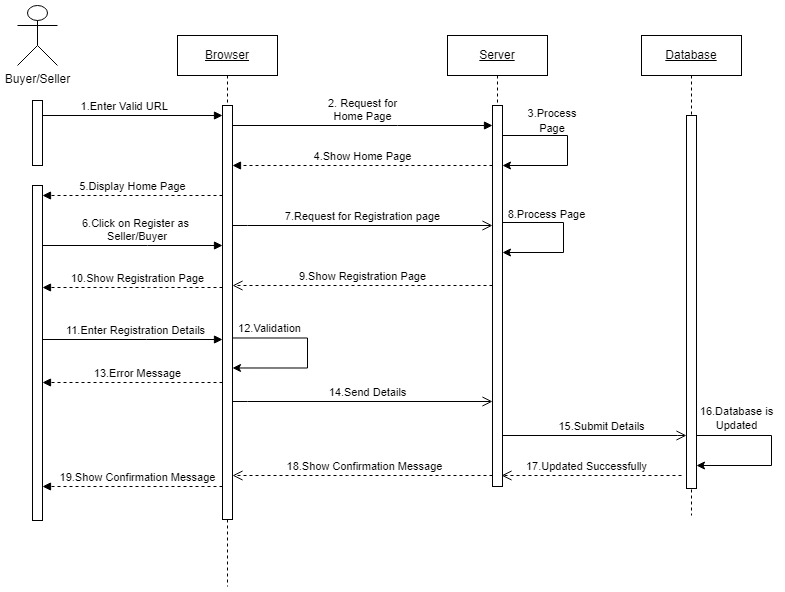 Buyer/Seller
Browser
Server
Database
1.Enter Valid URL
2. Request for
Home Page
3.Process
Page
4.Show Home Page
5.Display Home Page
6.Click on Register as
Seller/Buyer
7.Request for Registration page
8.Process Page
9.Show Registration Page
10.Show Registration Page
11.Enter Registration Details
12.Validation
13.Error Message
14.Send Details
15.Submit Details
16.Database is
Updated
17.Updated Successfully
18.Show Confirmation Message
19.Show Confirmation Message